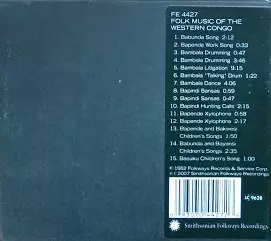 FE 4427
FOLK MUSIC OF THE
WESTERN CONGO
1. Babunda Song 2:12
2. Bapende Work Song 0:33
3. Bambala Drumming 0:47
4. Bambala Drumming 3:46
5. Bambala Litigation 9:15
6. Bambala "Talking" Drum 1:22
7. Bambala Dance 4:06
8. Bapindi Sansas 0:59
9. Bapindi Sansas 0:47
10. Bapindi Hunting Calls 2:15
11. Bapende Xylophone 0:40
12. Bapende Xylophone 2:17
13. Bapende and Bakwesi
Children's Songs 1:50
14. Babunda and Bayansi
Children's Songs 2:35
15. Basuku Children's Song 1:20
℗ 1952 Folkways Records & Service Corp.
℗ © 2007 Smithsonian Folkways Recordings
LC 9628
Smithsonian Folkways Recordings